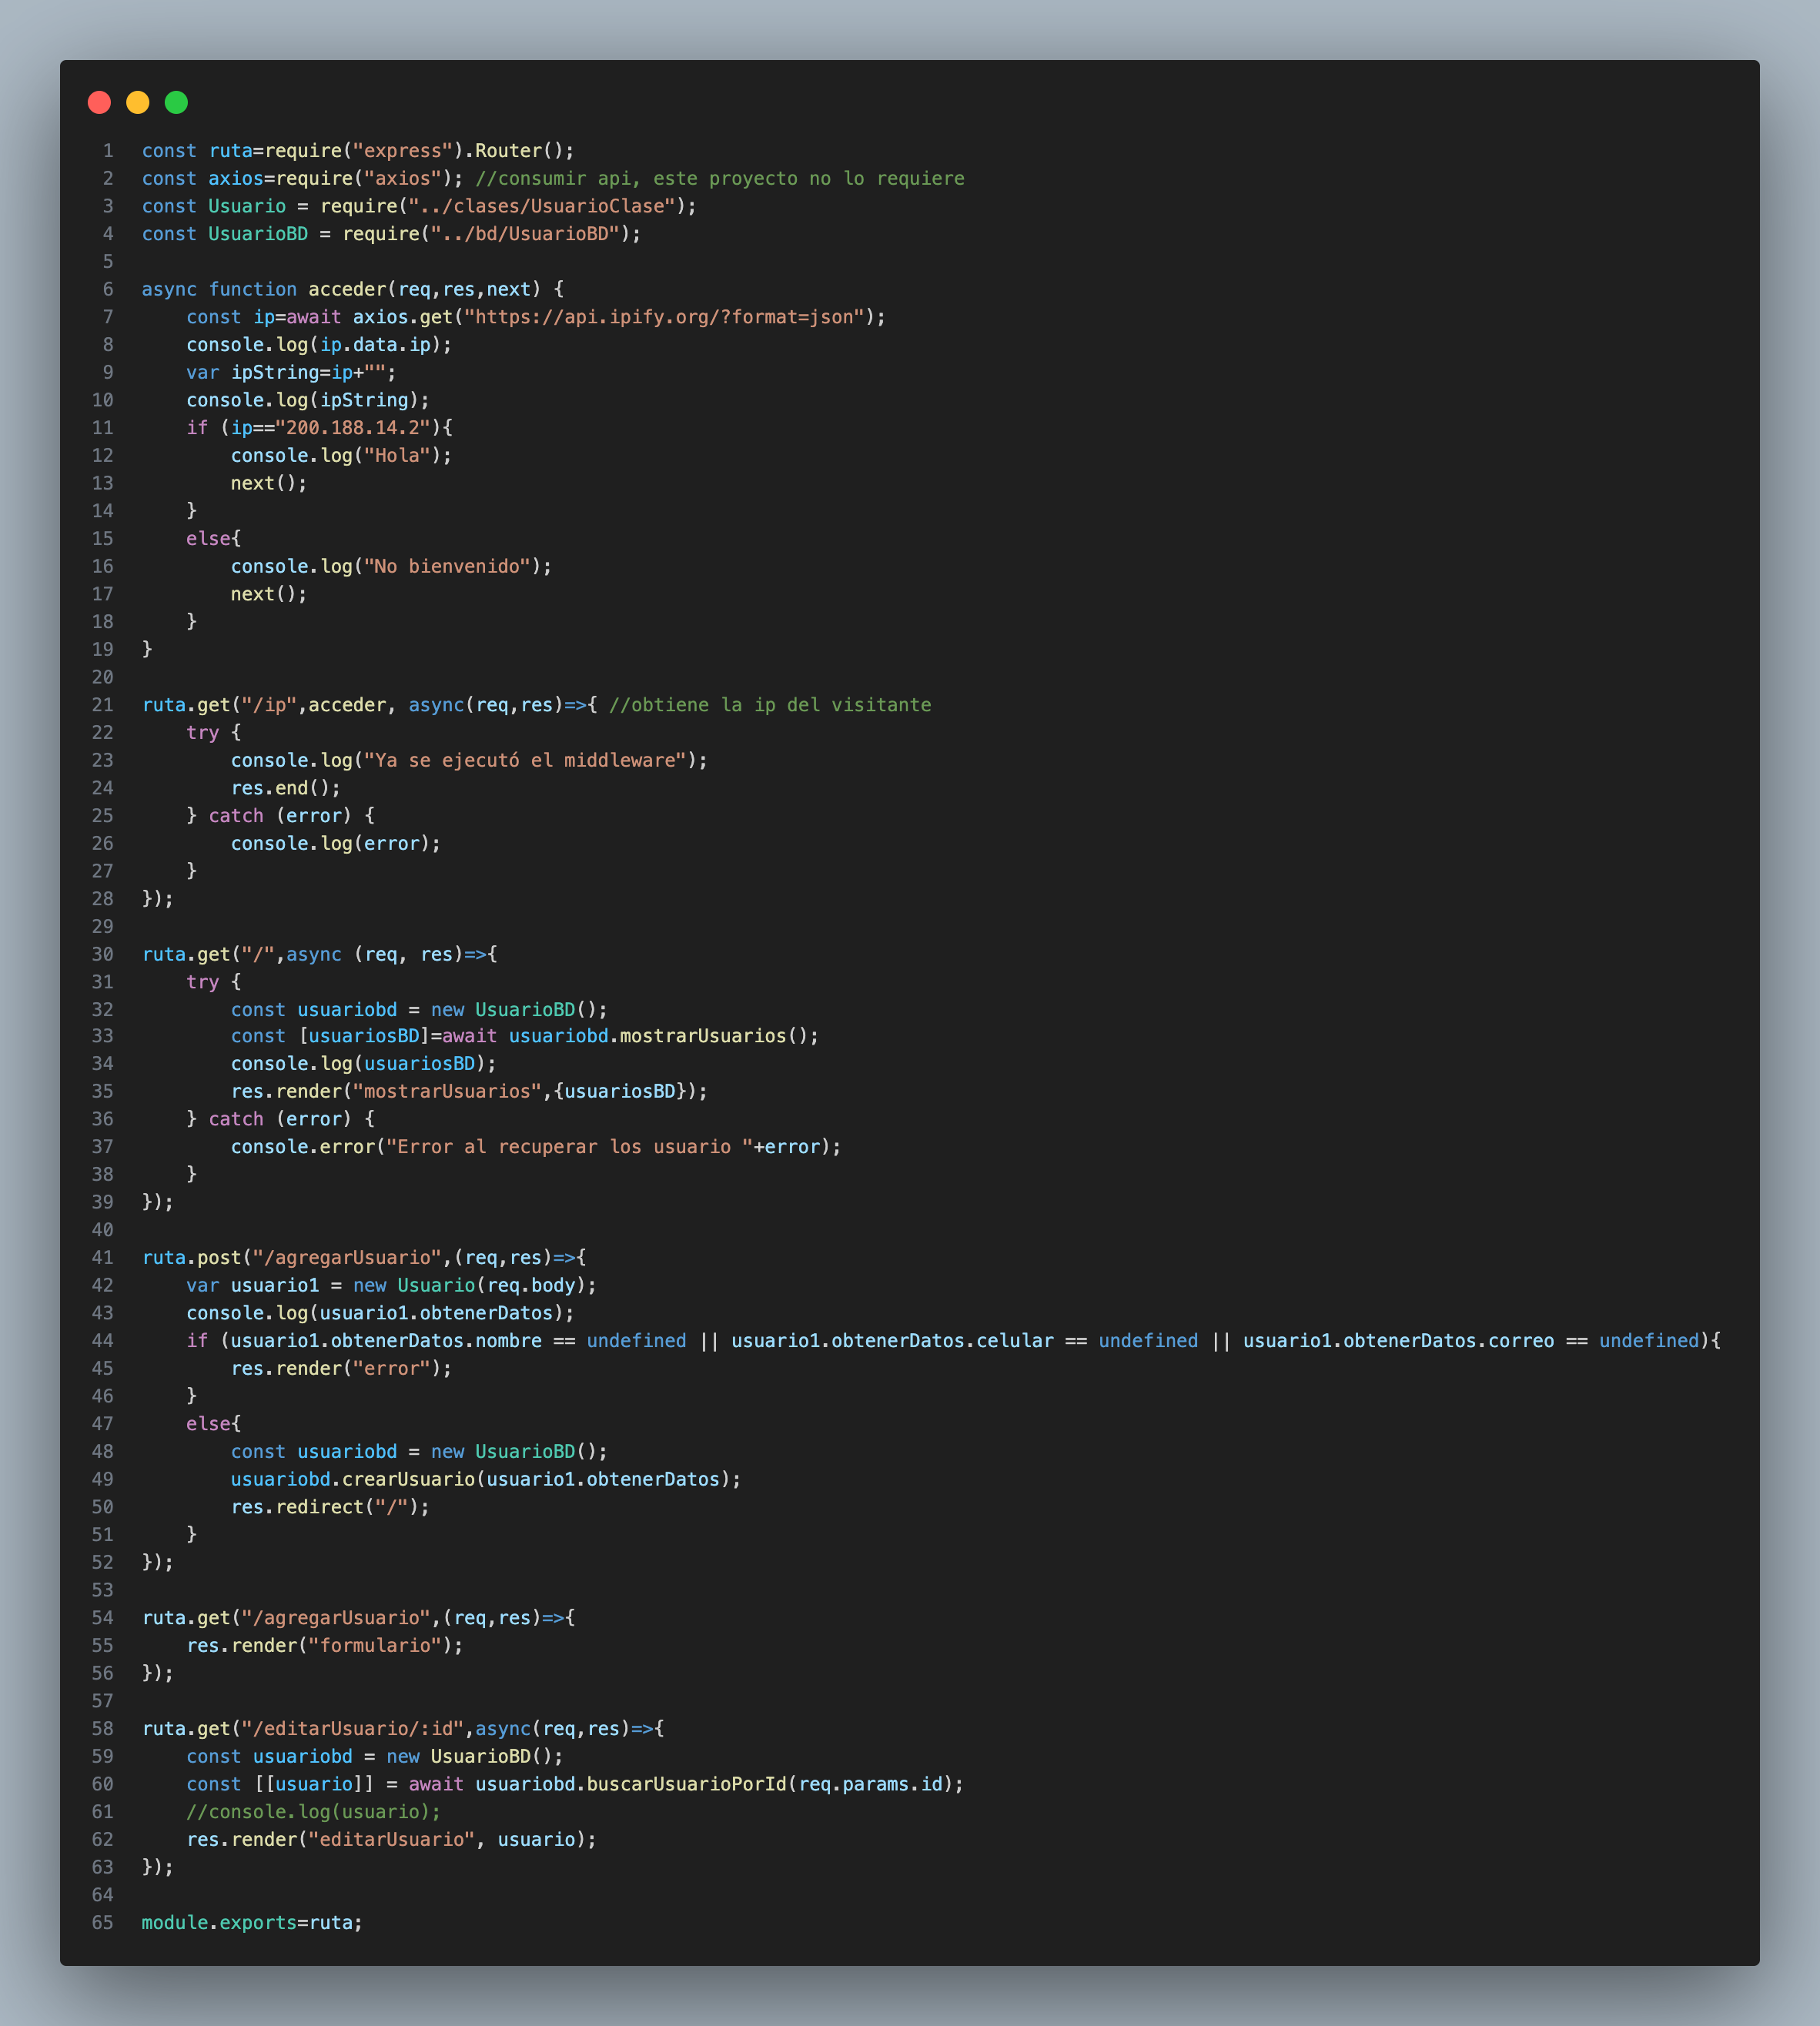 1 const ruta=require("express").Router();
2 const axios=require("axios"); //consumir api, este proyecto no lo requiere
3 const Usuario = require("../clases/UsuarioClase");
4 const UsuarioBD = require("../bd/UsuarioBD");
5
6 async function acceder(req,res,next) {
7     const ip=await axios.get("https://api.ipify.org/?format=json");
8     console.log(ip.data.ip);
9     var ipString=ip+"";
10     console.log(ipString);
11     if (ip=="200.188.14.2"){
12         console.log("Hola");
13         next();
14     }
15     else{
16         console.log("No bienvenido");
17         next();
18     }
19 }
20
21 ruta.get("/ip",acceder, async(req,res)=>{ //obtiene la ip del visitante
22     try {
23         console.log("Ya se ejecutó el middleware");
24         res.end();
25     } catch (error) {
26         console.log(error);
27     }
28 });
29
30 ruta.get("/",async (req, res)=>{
31     try {
32         const usuariobd = new UsuarioBD();
33         const [usuariosBD]=await usuariobd.mostrarUsuarios();
34         console.log(usuariosBD);
35         res.render("mostrarUsuarios",{usuariosBD});
36     } catch (error) {
37         console.error("Error al recuperar los usuario "+error);
38     }
39 });
40
41 ruta.post("/agregarUsuario",(req,res)=>{
42     var usuario1 = new Usuario(req.body);
43     console.log(usuario1.obtenerDatos);
44     if (usuario1.obtenerDatos.nombre == undefined || usuario1.obtenerDatos.celular == undefined || usuario1.obtenerDatos.correo == undefined){
45         res.render("error");
46     }
47     else{
48         const usuariobd = new UsuarioBD();
49         usuariobd.crearUsuario(usuario1.obtenerDatos);
50         res.redirect("/");
51     }
52 });
53
54 ruta.get("/agregarUsuario",(req,res)=>{
55     res.render("formulario");
56 });
57
58 ruta.get("/editarUsuario/:id",async(req,res)=>{
59     const usuariobd = new UsuarioBD();
60     const [[usuario]] = await usuariobd.buscarUsuarioPorId(req.params.id);
61     //console.log(usuario);
62     res.render("editarUsuario", usuario);
63 });
64
65 module.exports=ruta;